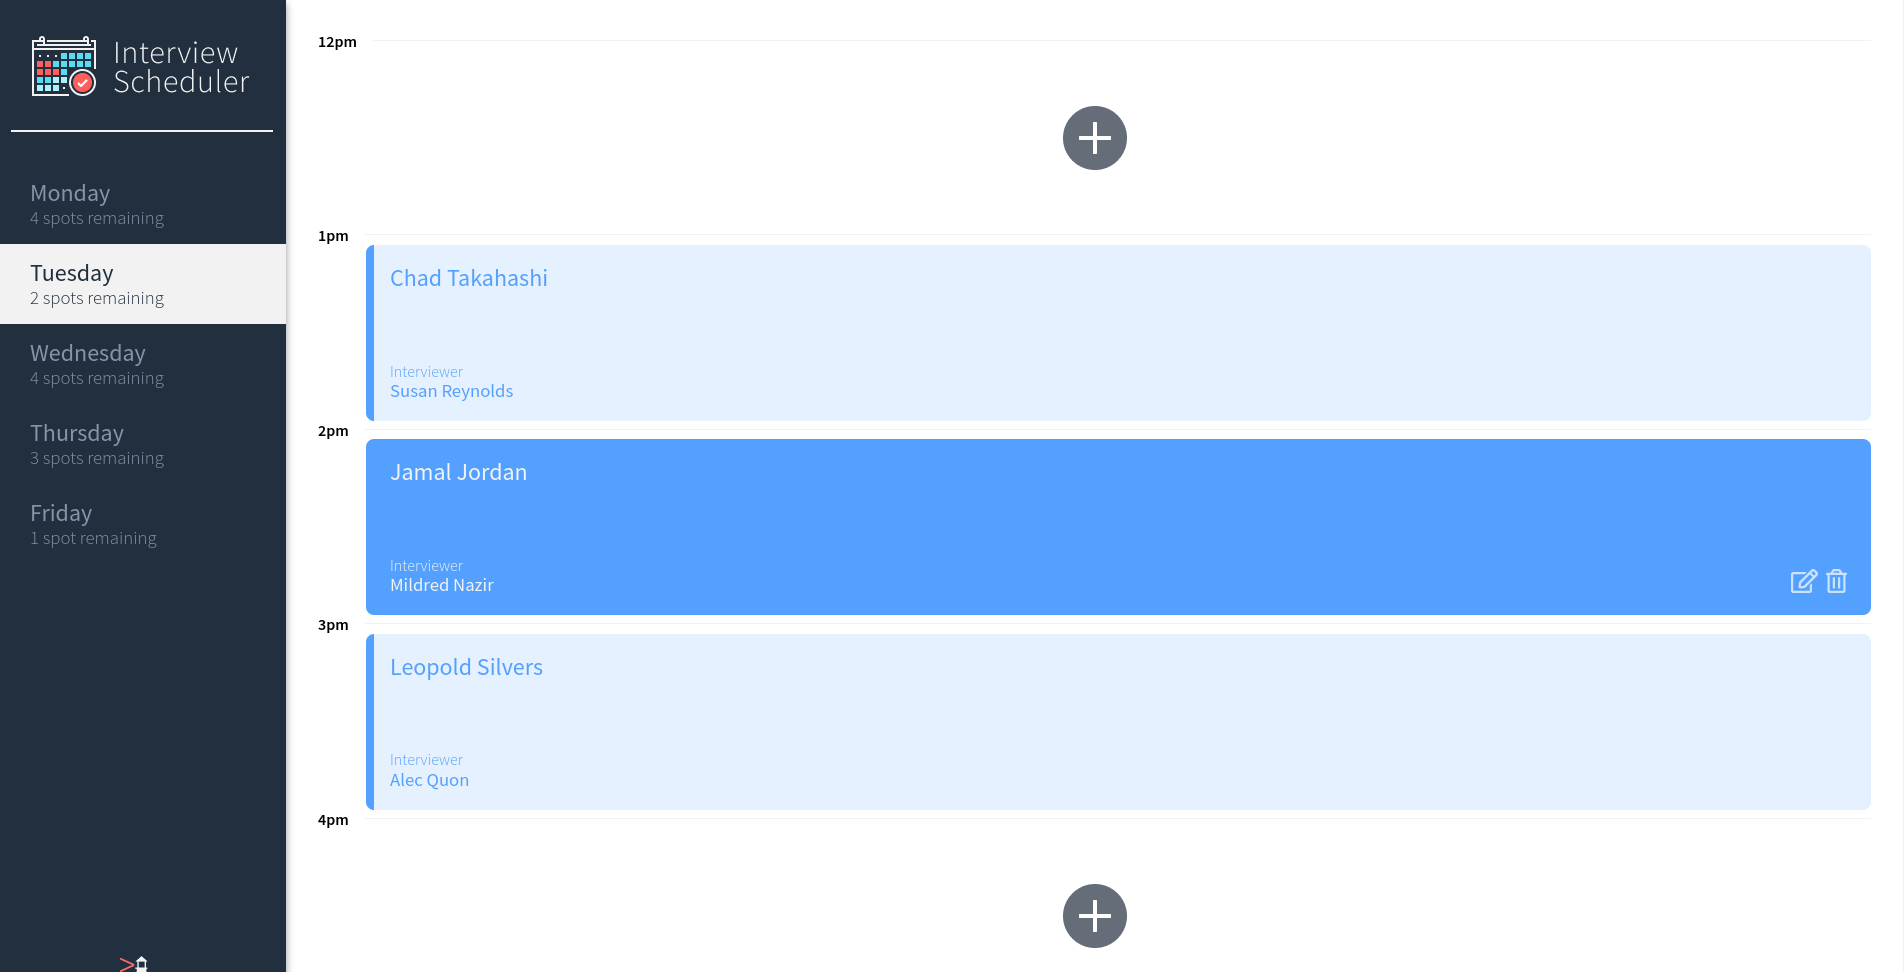 Interview
Scheduler
Monday
4 spots remaining
Tuesday
2 spots remaining
Wednesday
4 spots remaining
Thursday
3 spots remaining
Friday
1 spot remaining
12pm
1pm
Chad Takahashi
Interviewer
Susan Reynolds
2pm
Jamal Jordan
Interviewer
Mildred Nazir
3pm
Leopold Silvers
Interviewer
Alec Quon
4pm